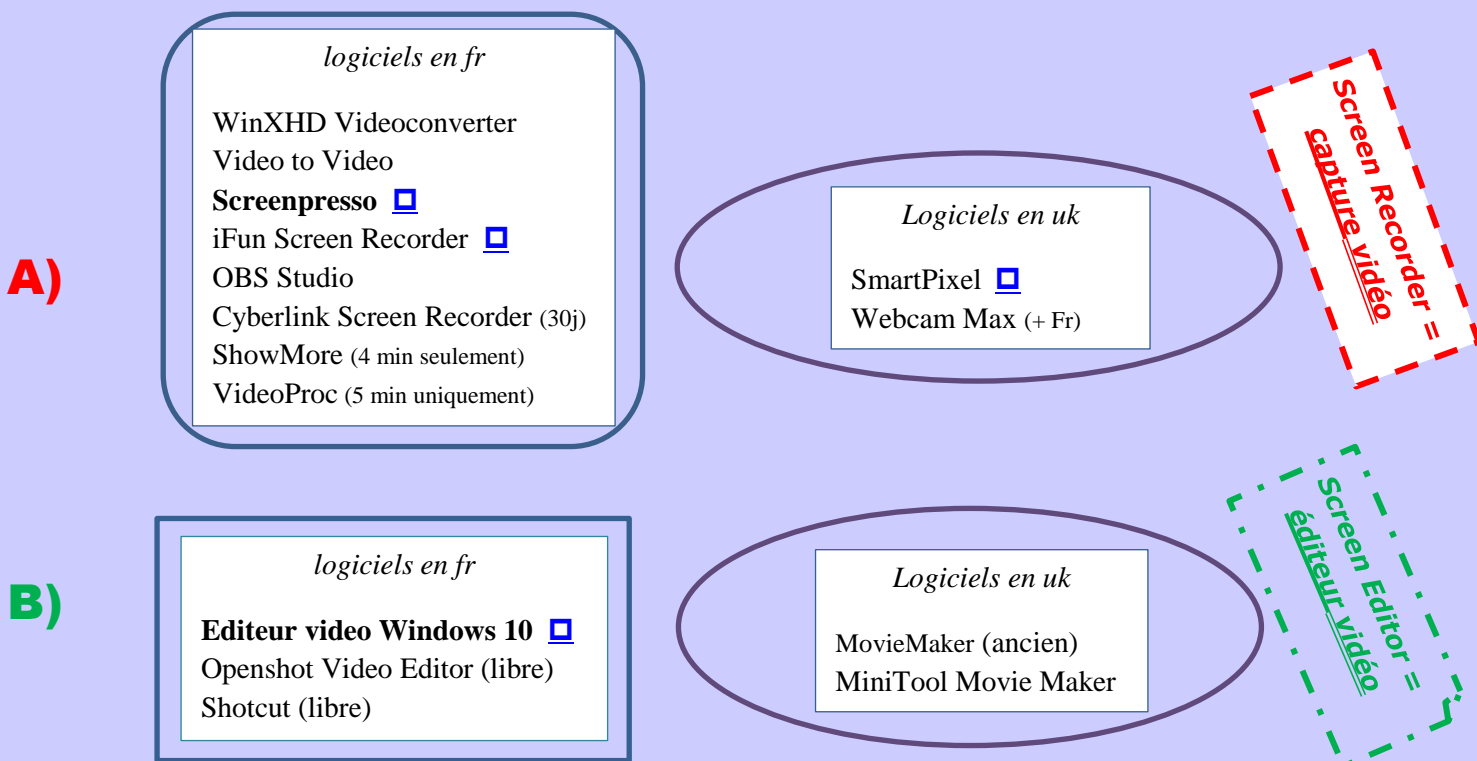 A)
logiciels en fr
WinXHD Videoconverter
Video to Video
Screenpresso
iFun Screen Recorder
OBS Studio
Cyberlink Screen Recorder (30j)
ShowMore (4 min seulement)
VideoProc (5 min uniquement)
Logiciels en uk
SmartPixel
Webcam Max (+ Fr)
Screen Recorder =
capture vidéo
B)
logiciels en fr
Editeur video Windows 10
Openshot Video Editor (libre)
Shotcut (libre)
Logiciels en uk
MovieMaker (ancien)
MiniTool Movie Maker
Screen Editor =
éditeur vidéo